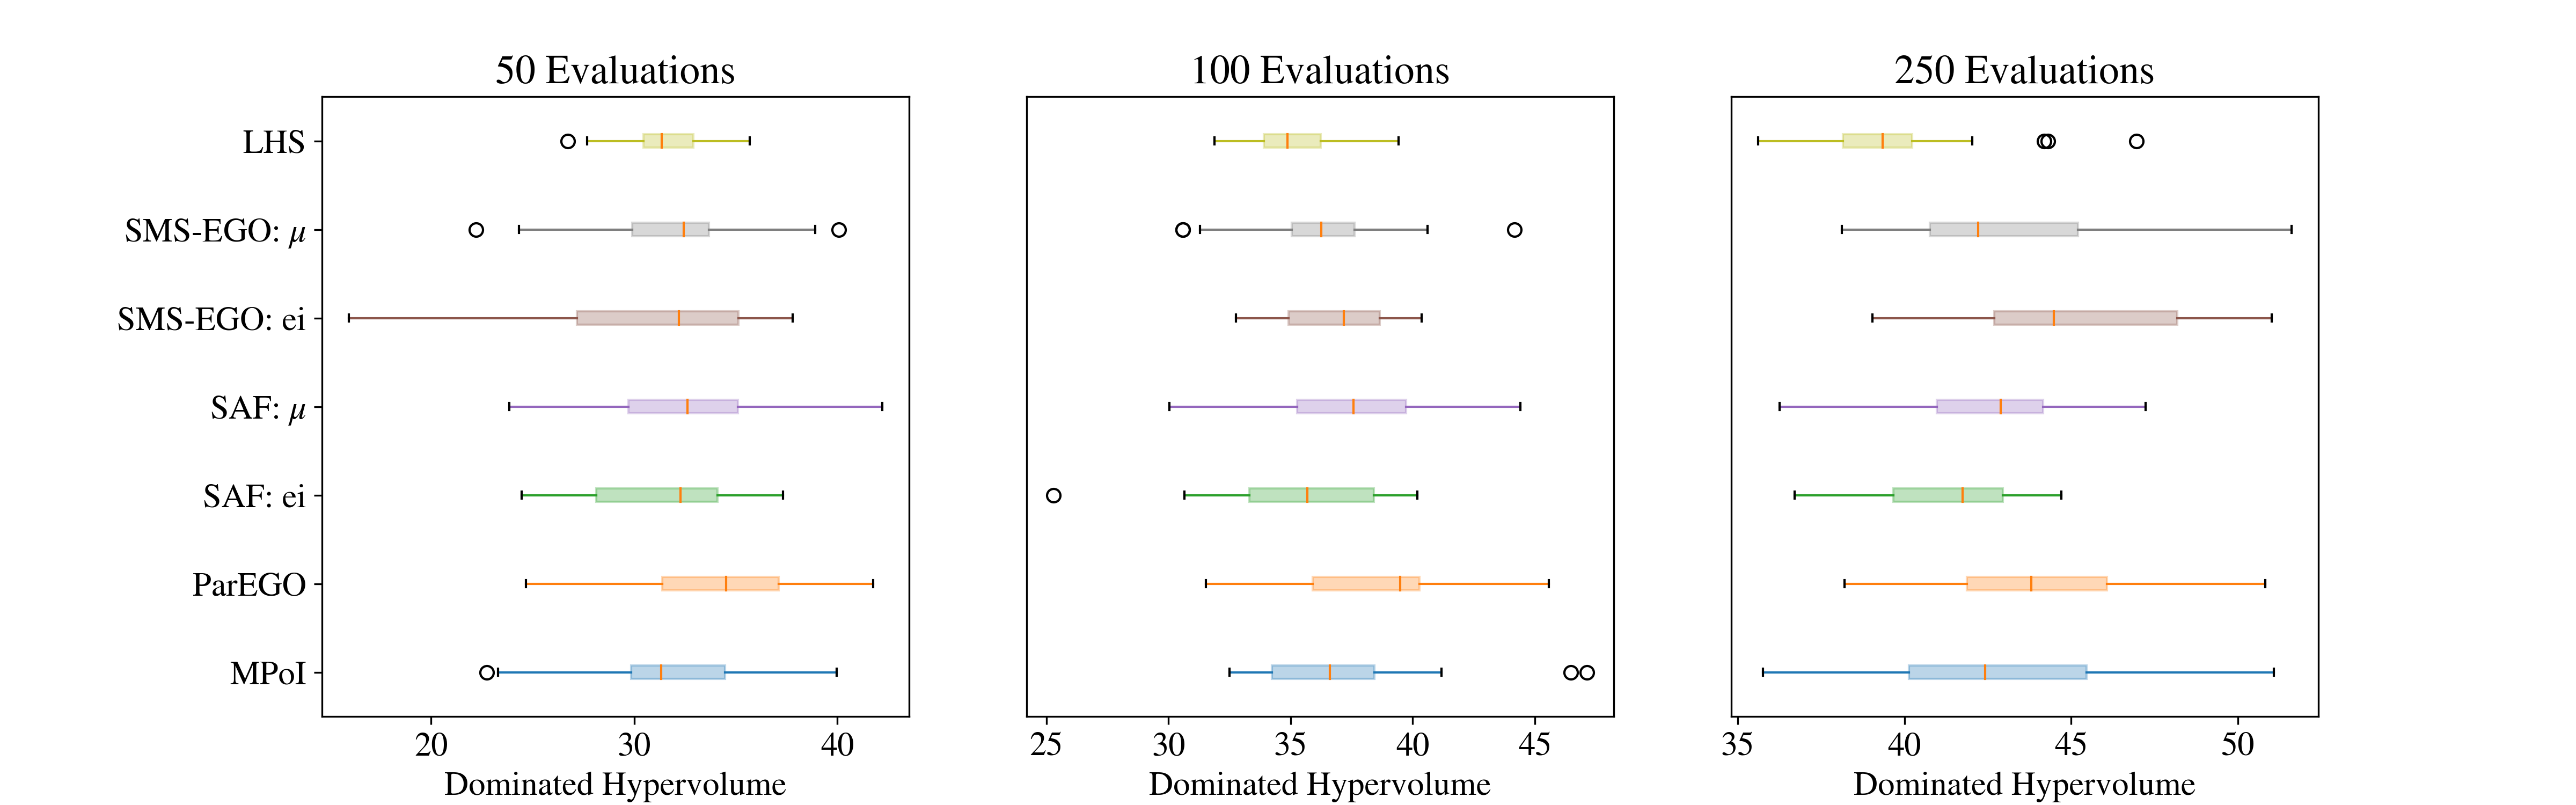 50 Evaluations
100 Evaluations
250 Evaluations
LHS
SMS-EGO: μ
SMS-EGO: ei
SAF: μ
SAF: ei
ParEGO
MPoI
20 30 40
25 30 35 40 45
35 40 45 50
Dominated Hypervolume
Dominated Hypervolume
Dominated Hypervolume